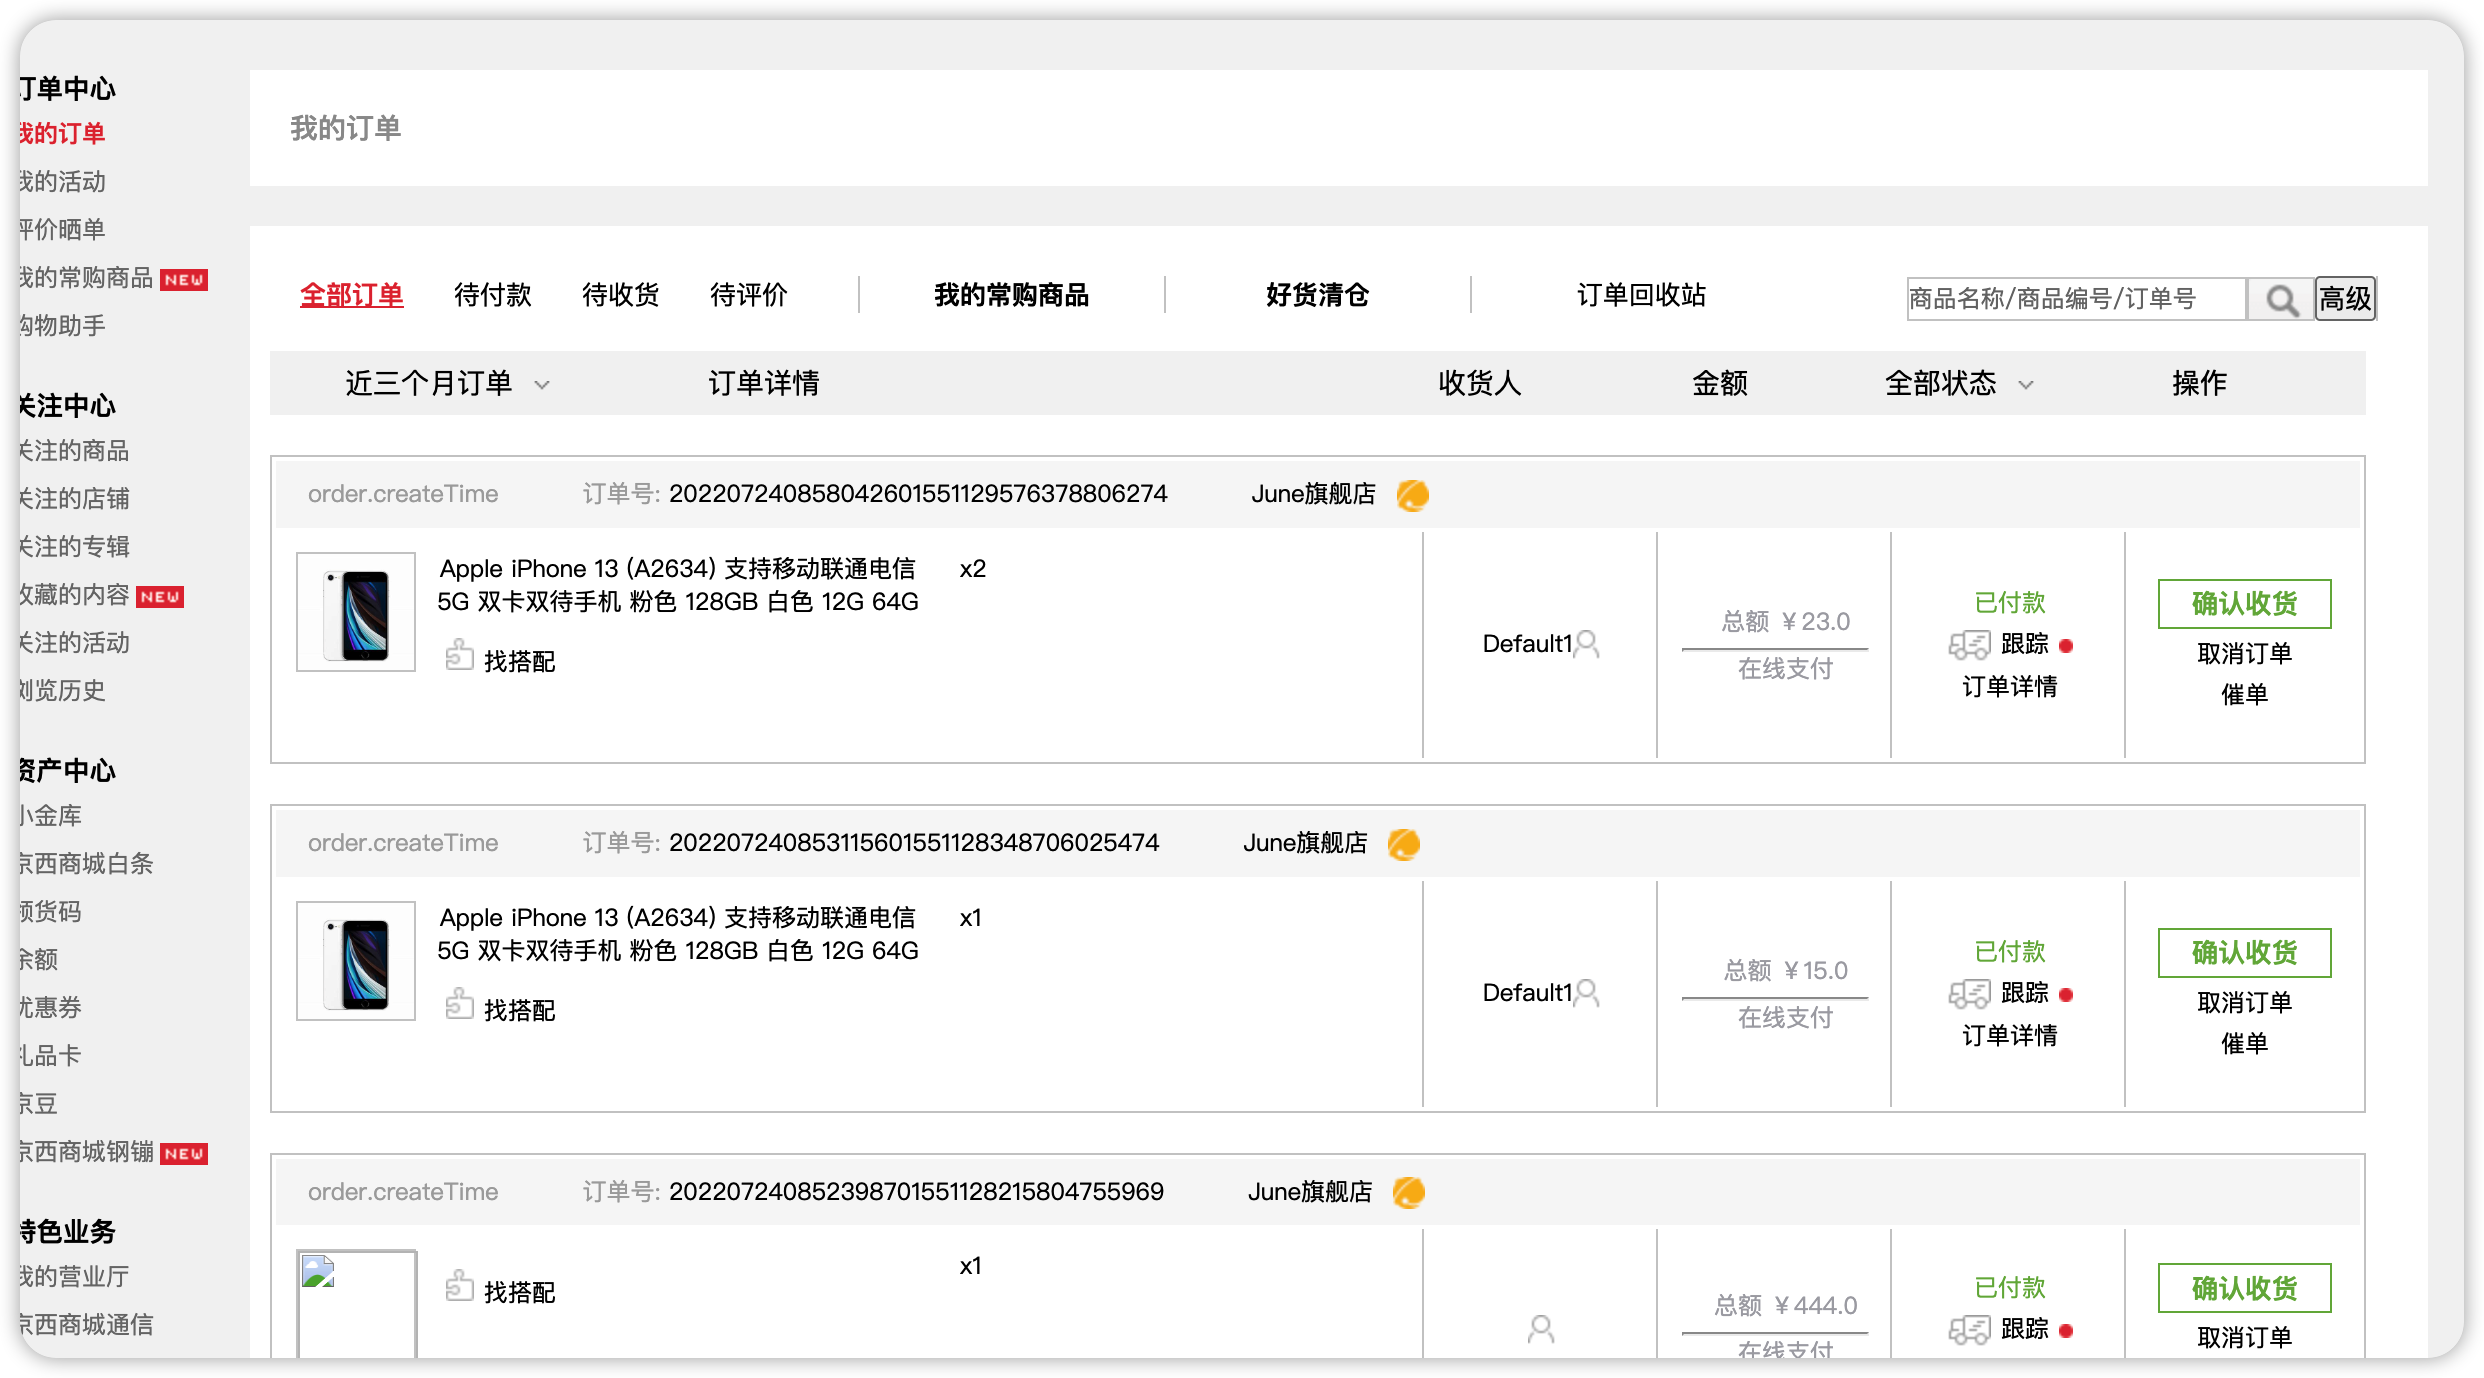 订单中心
我的订单
我的活动
评价晒单
我的常购商品 NEW
购物助手
关注中心
关注的商品
关注的店铺
关注的专辑
收藏的内容 NEW
关注的活动
浏览历史
资产中心
小金库
京西商城白条
领货码
余额
优惠券
礼品卡
京豆
京西商城钢镚 NEW
特色业务
我的营业厅
京西商城通信
我的订单
全部订单 待付款 待收货 待评价 我的常购商品 好货清仓 订单回收站 商品名称/商品编号/订单号 高级
近三个月订单 订单详情 收货人 金额 全部状态 操作
order.createTime 订单号: 20220724085804260155112957637880​6274 June旗舰店
Apple iPhone 13 (A2634) 支持移动联通电信 x2
5G 双卡双待手机 粉色 128GB 白色 12G 64G
找搭配
Default1
总额 ¥23.0
在线支付
已付款
跟踪
订单详情
确认收货
取消订单
催单
order.createTime 订单号: 20220724085311560155112834870602​5474 June旗舰店
Apple iPhone 13 (A2634) 支持移动联通电信 x1
5G 双卡双待手机 粉色 128GB 白色 12G 64G
找搭配
Default1
总额 ¥15.0
在线支付
已付款
跟踪
订单详情
确认收货
取消订单
催单
order.createTime 订单号: 20220724085239870155112821580475​5969 June旗舰店
x1
找搭配
总额 ¥444.0
在线支付
已付款
跟踪
确认收货
取消订单